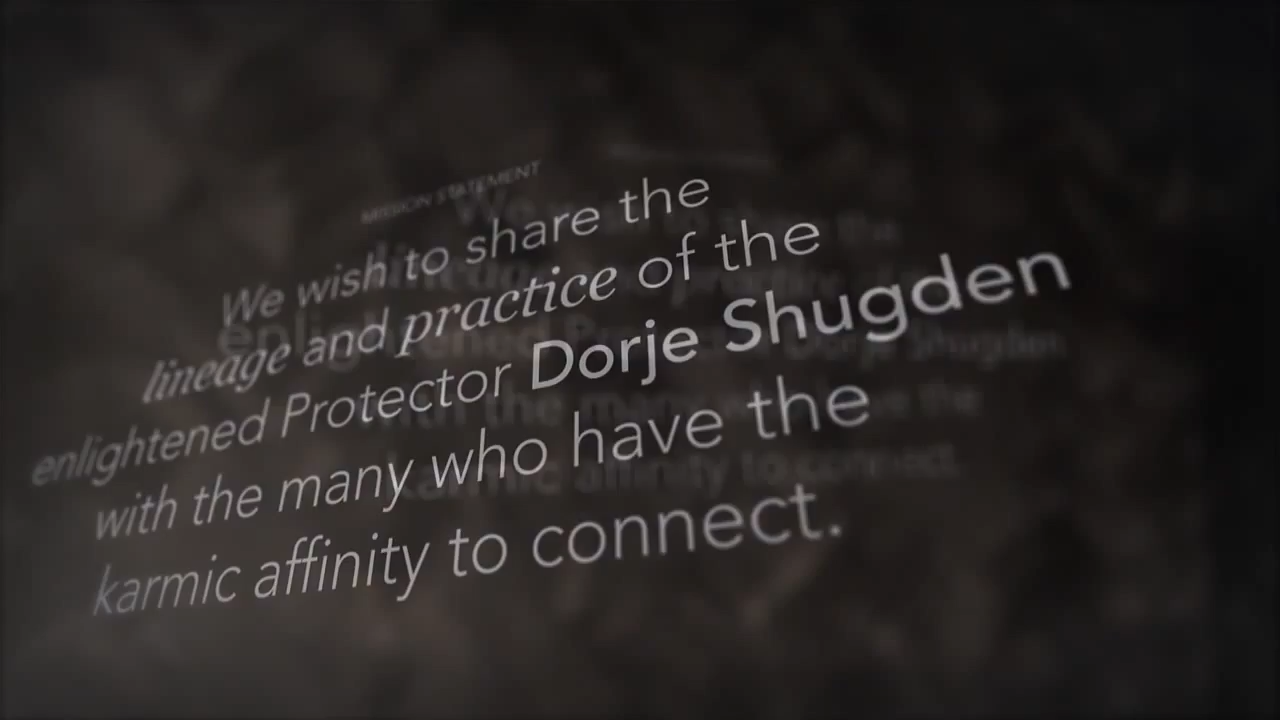 MISSION STATEMENT
We wish to share the
lineage and practice of the
enlightened Protector Dorje Shugden
with the many who have the
karmic affinity to connect.